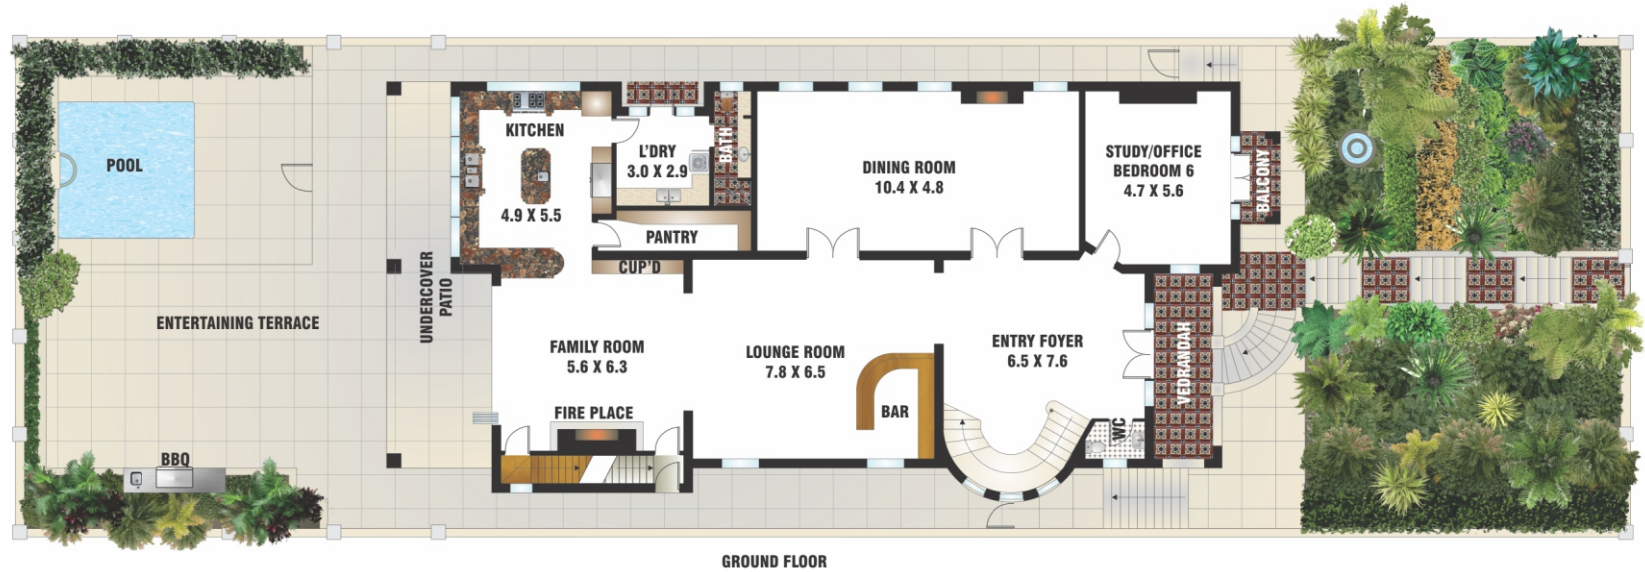 POOL
ENTERTAINING TERRACE
BBQ
UNDERCOVER
PATIO
KITCHEN
4.9 X 5.5
L'DRY
3.0 X 2.9
BATH
PANTRY
CUP'D
FAMILY ROOM
5.6 X 6.3
FIRE PLACE
DINING ROOM
10.4 X 4.8
LOUNGE ROOM
7.8 X 6.5
BAR
STUDY/OFFICE
BEDROOM 6
4.7 X 5.6
BALCONY
ENTRY FOYER
6.5 X 7.6
WC
VEDRANDAH
GROUND FLOOR